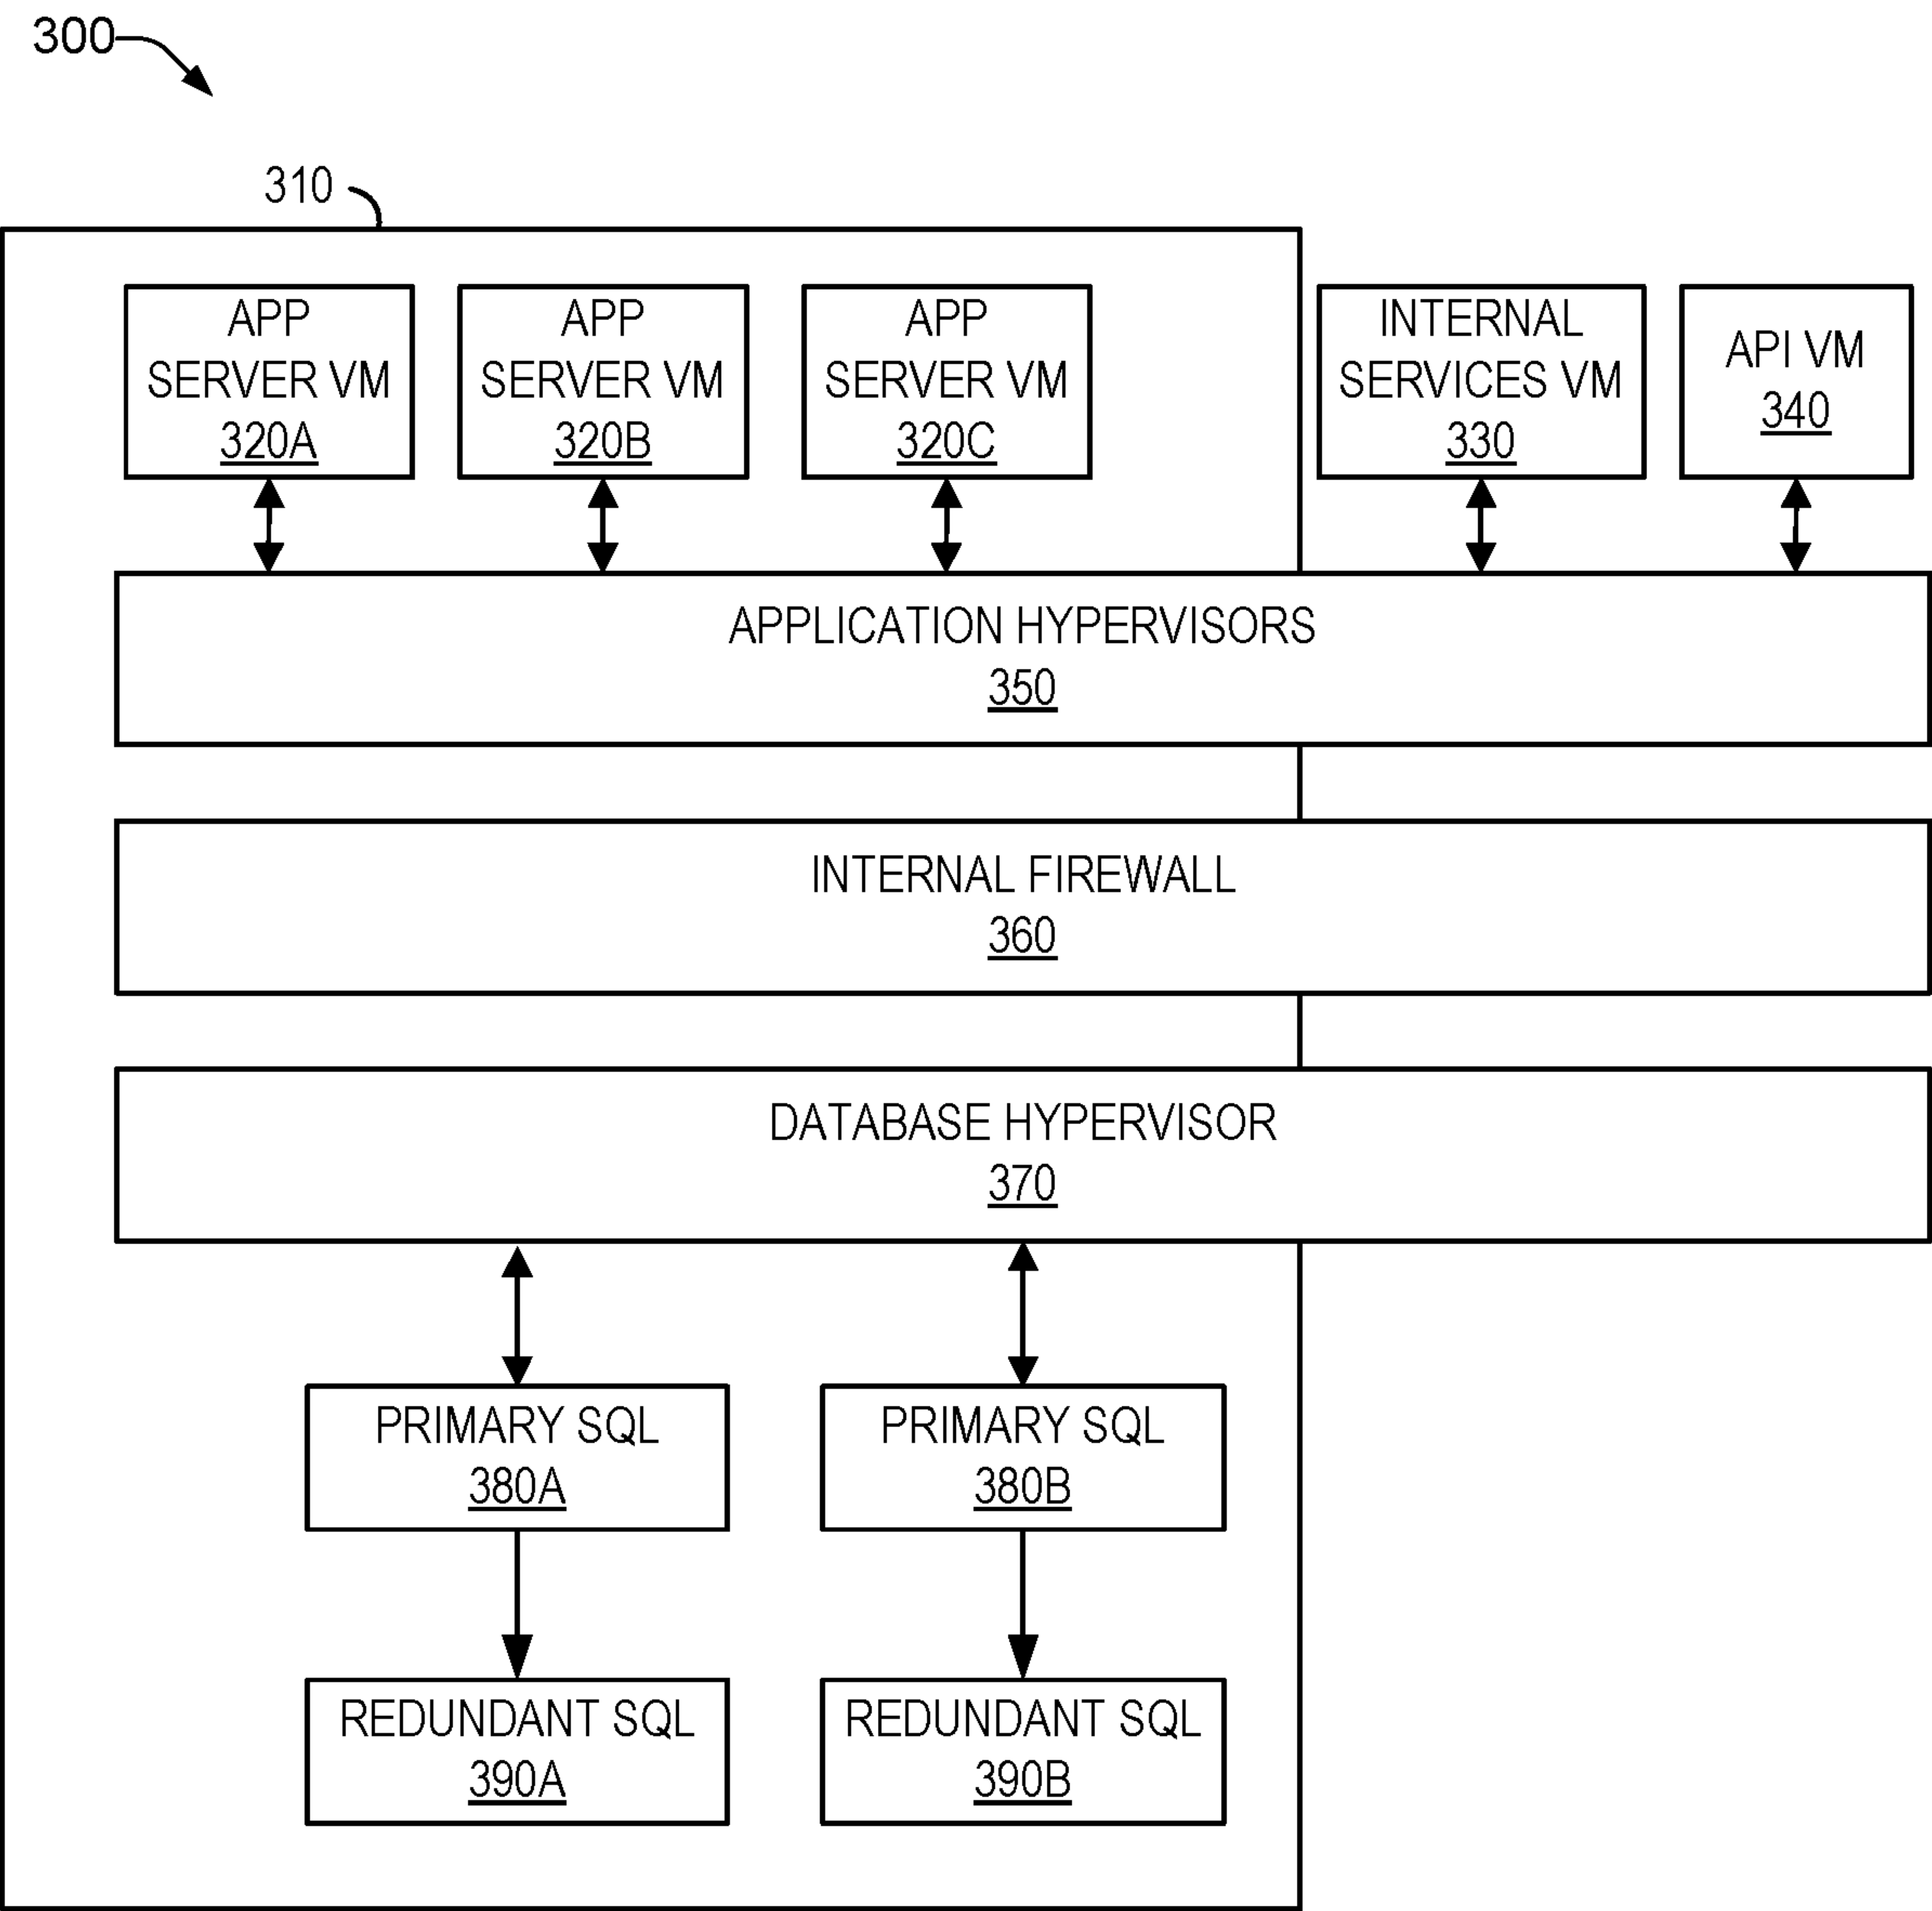 300
310
APP
SERVER VM
320A
APP
SERVER VM
320B
APP
SERVER VM
320C
INTERNAL
SERVICES VM
330
API VM
340
APPLICATION HYPERVISORS
350
INTERNAL FIREWALL
360
DATABASE HYPERVISOR
370
PRIMARY SQL
380A
PRIMARY SQL
380B
REDUNDANT SQL
390A
REDUNDANT SQL
390B